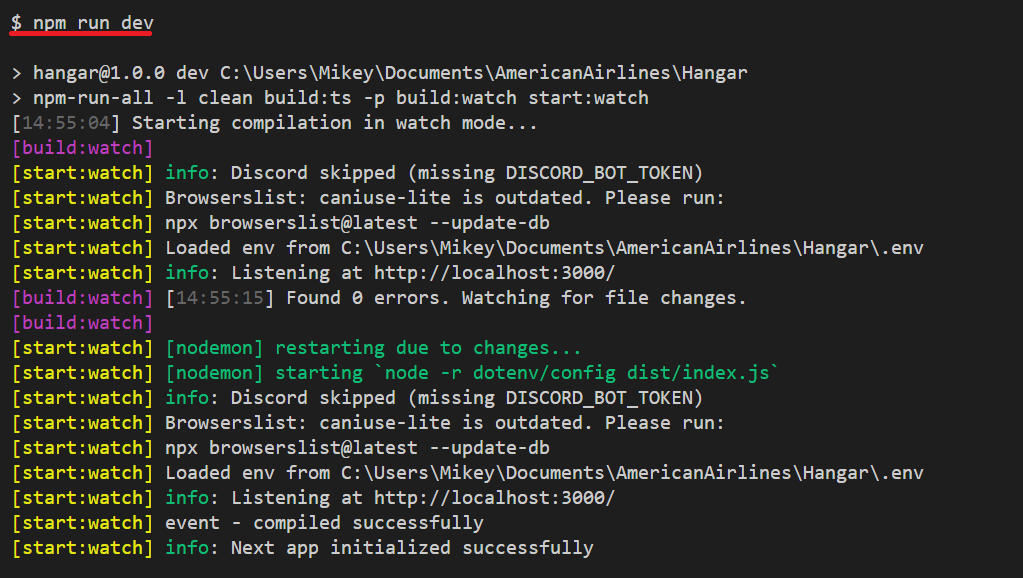 $ npm run dev
> hangar@1.0.0 dev C:\Users\Mikey\Documents\AmericanAirlines\Hangar
> npm-run-all -l clean build:ts -p build:watch start:watch
[14:55:04] Starting compilation in watch mode...
[build:watch]
[start:watch] info: Discord skipped (missing DISCORD_BOT_TOKEN)
[start:watch] Browserslist: caniuse-lite is outdated. Please run:
[start:watch] npx browserslist@latest --update-db
[start:watch] Loaded env from C:\Users\Mikey\Documents\AmericanAirlines\Hangar\.env
[start:watch] info: Listening at http://localhost:3000/
[build:watch] [14:55:15] Found 0 errors. Watching for file changes.
[build:watch]
[start:watch] [nodemon] restarting due to changes...
[start:watch] [nodemon] starting `node -r dotenv/config dist/index.js`
[start:watch] info: Discord skipped (missing DISCORD_BOT_TOKEN)
[start:watch] Browserslist: caniuse-lite is outdated. Please run:
[start:watch] npx browserslist@latest --update-db
[start:watch] Loaded env from C:\Users\Mikey\Documents\AmericanAirlines\Hangar\.env
[start:watch] info: Listening at http://localhost:3000/
[start:watch] event - compiled successfully
[start:watch] info: Next app initialized successfully